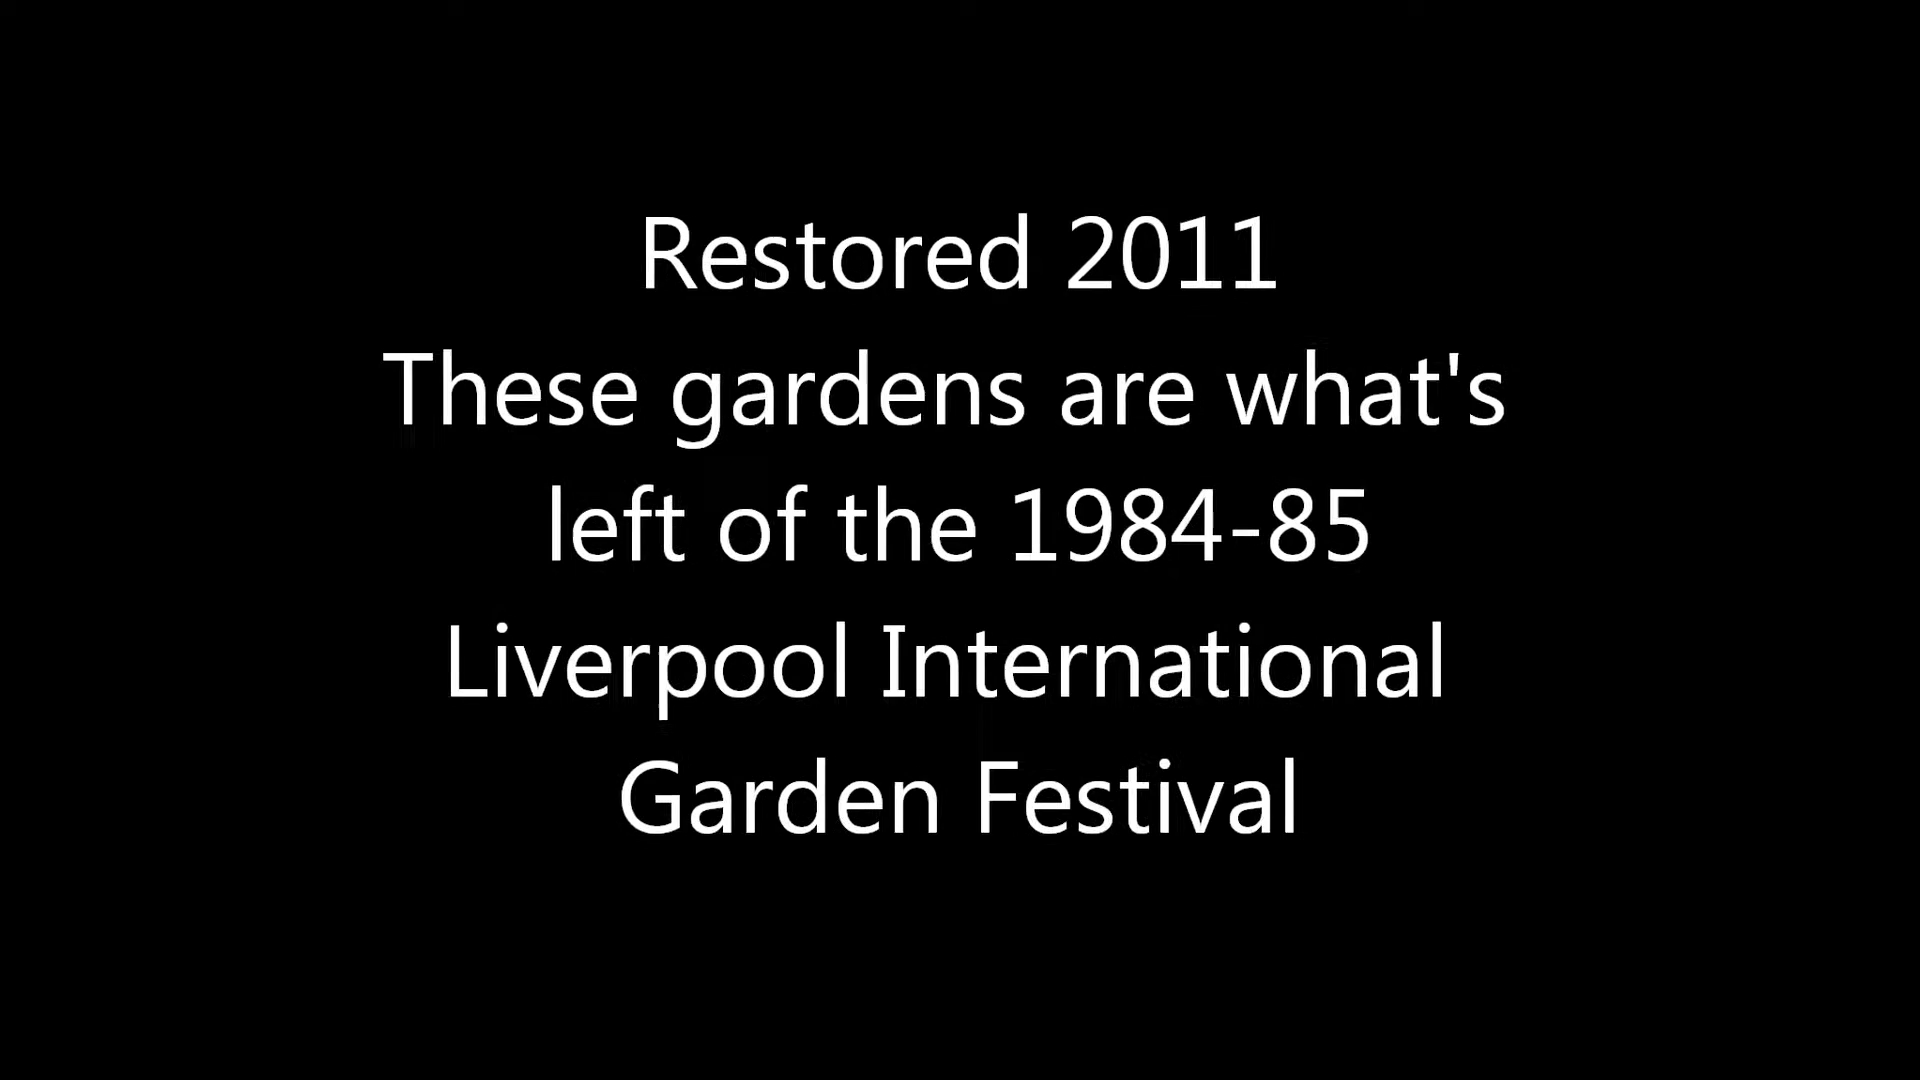 Restored 2011
These gardens are what's
left of the 1984-85
Liverpool International
Garden Festival